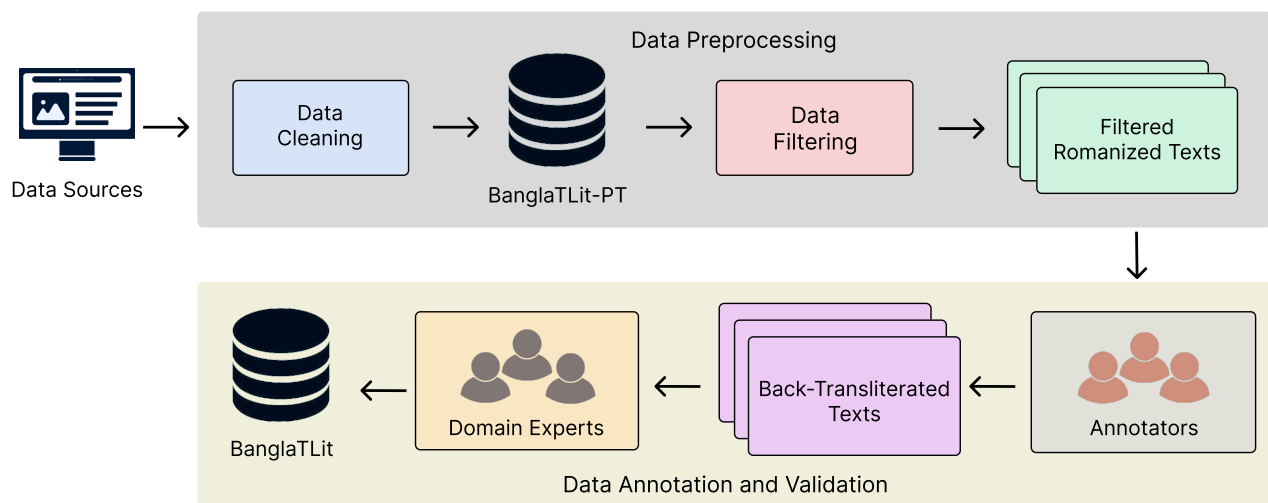 Data Preprocessing
Data Sources
Data
Cleaning
BanglaTLit-PT
Data
Filtering
Filtered
Romanized Texts
Annotators
Back-Transliterated
Texts
Domain Experts
BanglaTLit
Data Annotation and Validation